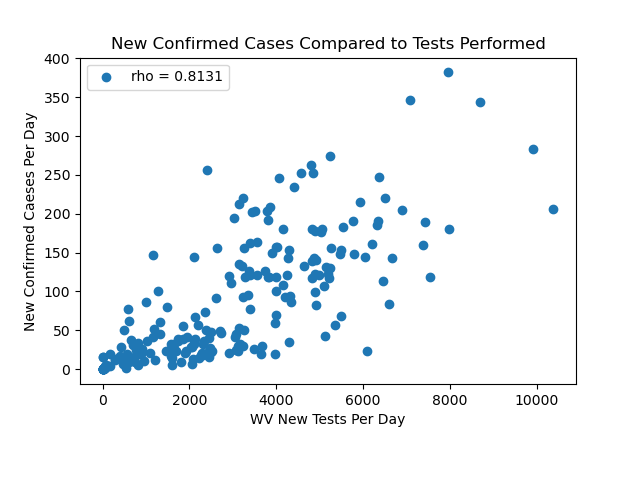 New Confirmed Cases Compared to Tests Performed
rho = 0.8131
400
350
300
250
200
150
100
50
0
New Confirmed Caeses Per Day
0 2000 4000 6000 8000 10000
WV New Tests Per Day